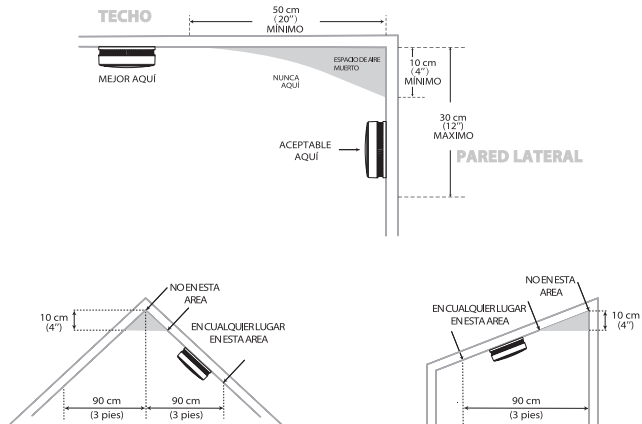 TECHO
50 cm
(20")
MÍNIMO
MEJOR AQUÍ
NUNCA
AQUÍ
ESPACIO DE AIRE
MUERTO
10 cm
(4")
MÍNIMO
30 cm
(12")
MAXIMO
ACEPTABLE
AQUÍ
PARED LATERAL
NO EN ESTA
AREA
10 cm
(4")
EN CUALQUIER LUGAR
EN ESTA AREA
90 cm
(3 pies)
90 cm
(3 pies)
NO EN ESTA
AREA
EN CUALQUIER LUGAR
EN ESTA AREA
10 cm
(4")
90 cm
(3 pies)